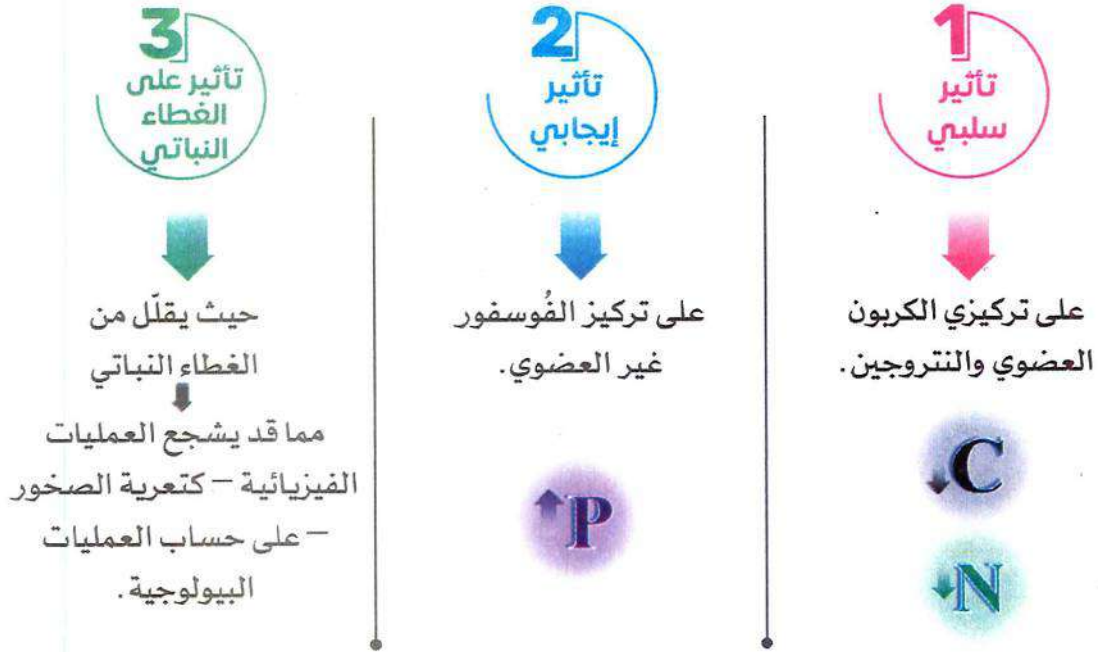 1
تأثير
سلبي
على تركيزي الكربون
العضوي والنتروجين.
C
N
2
تأثير
إيجابي
على تركيز الفُوسفور
غير العضوي.
P
3
تأثير على
الغطاء
النباتي
حيث يقلّل من
الغطاء النباتي
مما قد يشجع العمليات
الفيزيائية – كتعرية الصخور
– على حساب العمليات
البيولوجية.